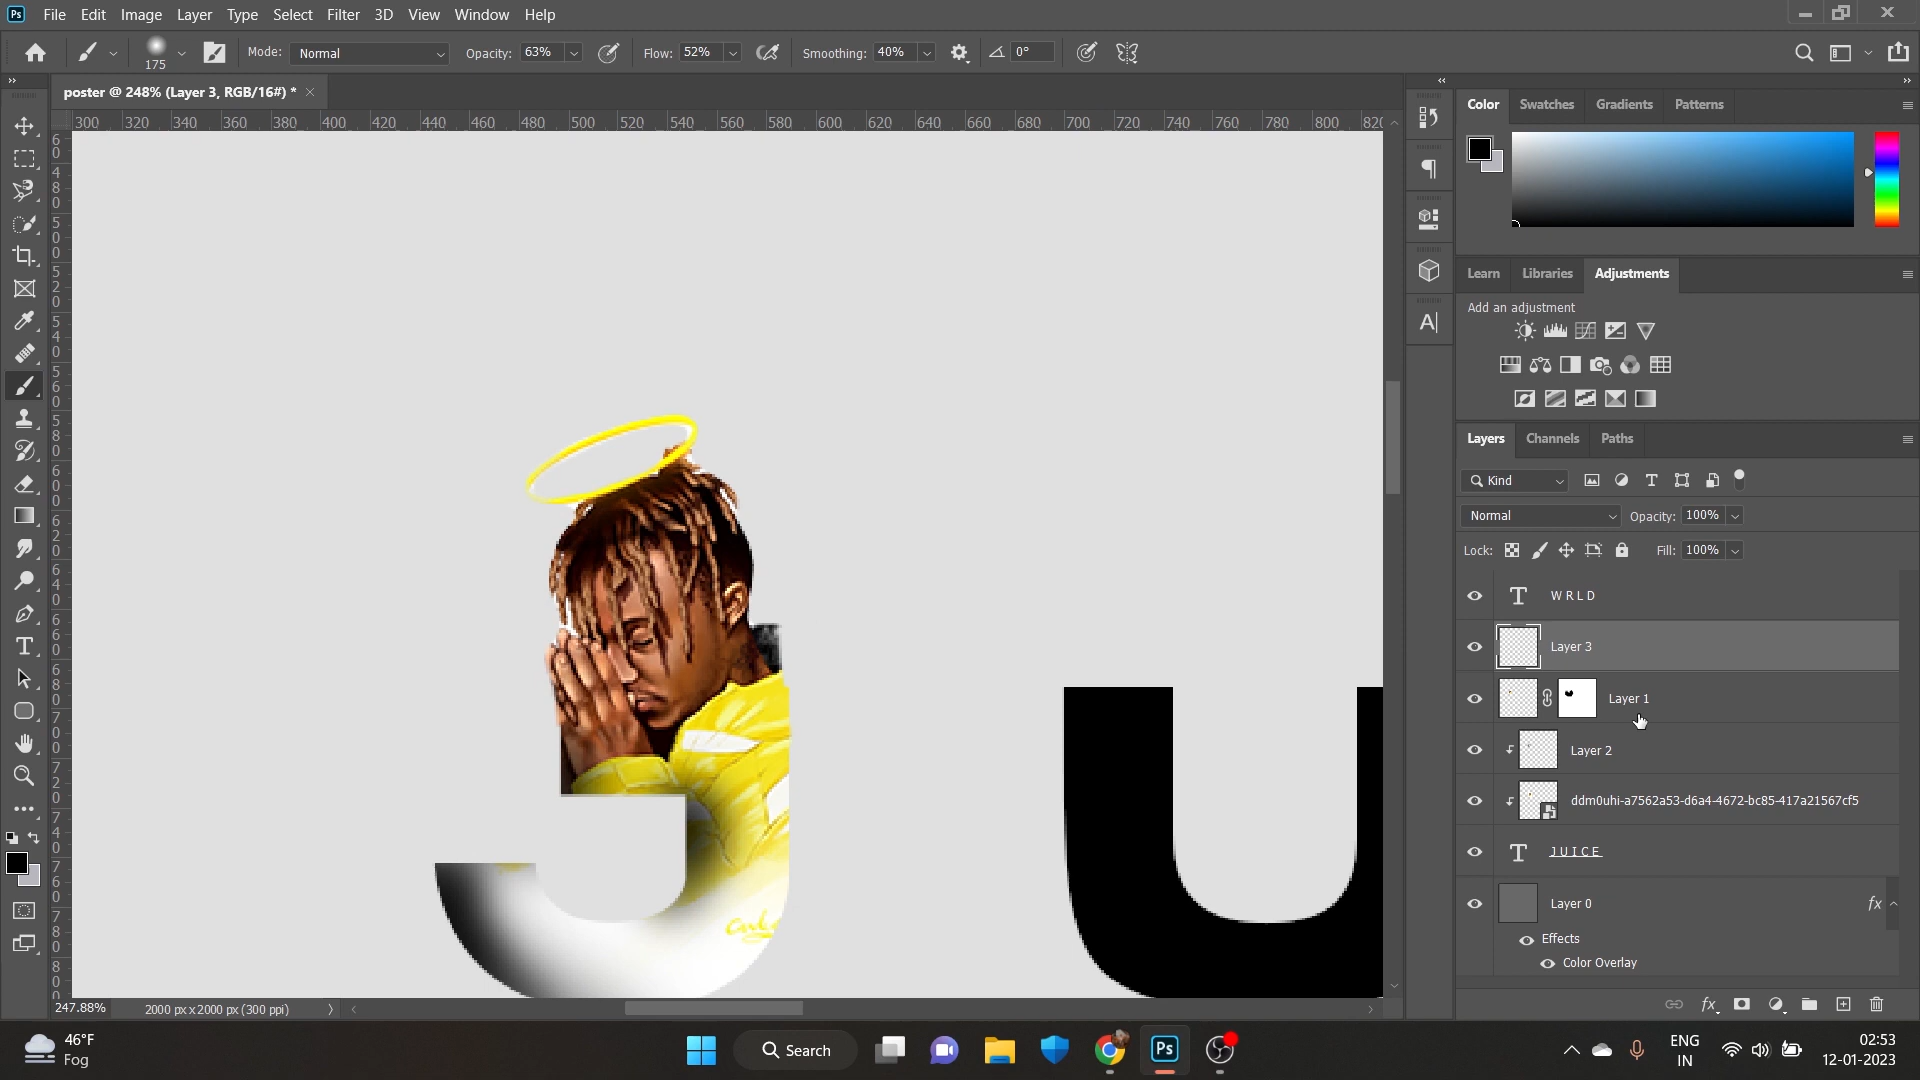 Ps File Edit Image Layer Type Select Filter 3D View Window Help
175 Mode: Normal Opacity: 63% Flow: 52% Smoothing: 40% 0°
poster @ 248% (Layer 3, RGB/16#) * ×
300 320 340 360 380 400 420 440 460 480 500 520 540 560 580 600 620 640 660 680 700 720 740 760 780 800 820
Color Swatches Gradients Patterns
Learn Libraries Adjustments
Add an adjustment
Layers Channels Paths
Kind
Normal Opacity: 100%
Lock: Fill: 100%
T W R L D
Layer 3
Layer 1
Layer 2
ddm0uhi-a7562a53-d6a4-4672-bc85-417a21567cf5
T J U I C E
Layer 0 fx
Effects
Color Overlay
J U
247.88% 2000 px x 2000 px (300 ppi)
fx
46°F
Fog
Search
Ps
ENG
IN
02:53
12-01-2023